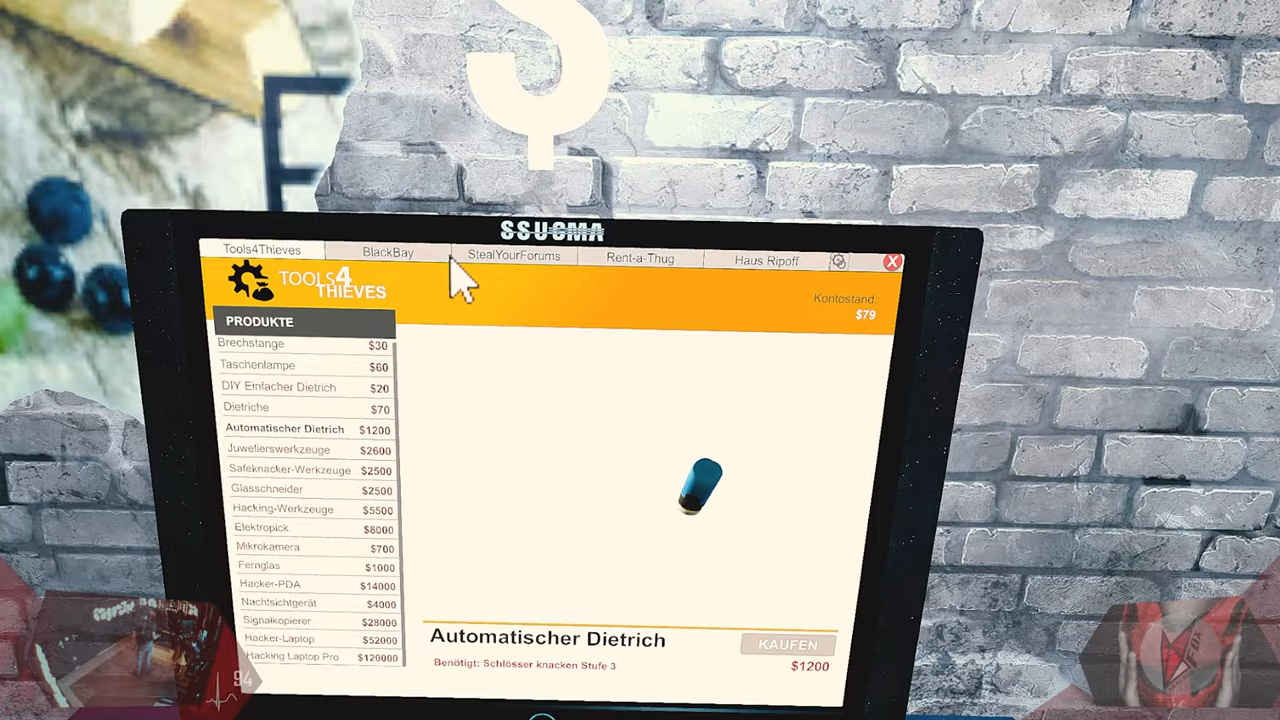 $
E
SSUGMA
Tools4Thieves
BlackBay
StealYourForums
Rent-a-Thug
Haus Ripoff
TOOLS4
THIEVES
Kontostand:
$79
PRODUKTE
Brechstange $30
Taschenlampe $60
DIY Einfacher Dietrich $20
Dietriche $70
Automatischer Dietrich $1200
Juwelierswerkzeuge $2600
Safeknacker-Werkzeuge $2500
Glasschneider $2500
Hacking-Werkzeuge $5500
Elektropick $8000
Mikrokamera $700
Fernglas $1000
Hacker-PDA $14000
Nachtsichtgerät $4000
Signalkopierer $28000
Hacker-Laptop $52000
Hacking Laptop Pro $120000
Automatischer Dietrich
KAUFEN
Benötigt: Schlösser knacken Stufe 3
$1200
94